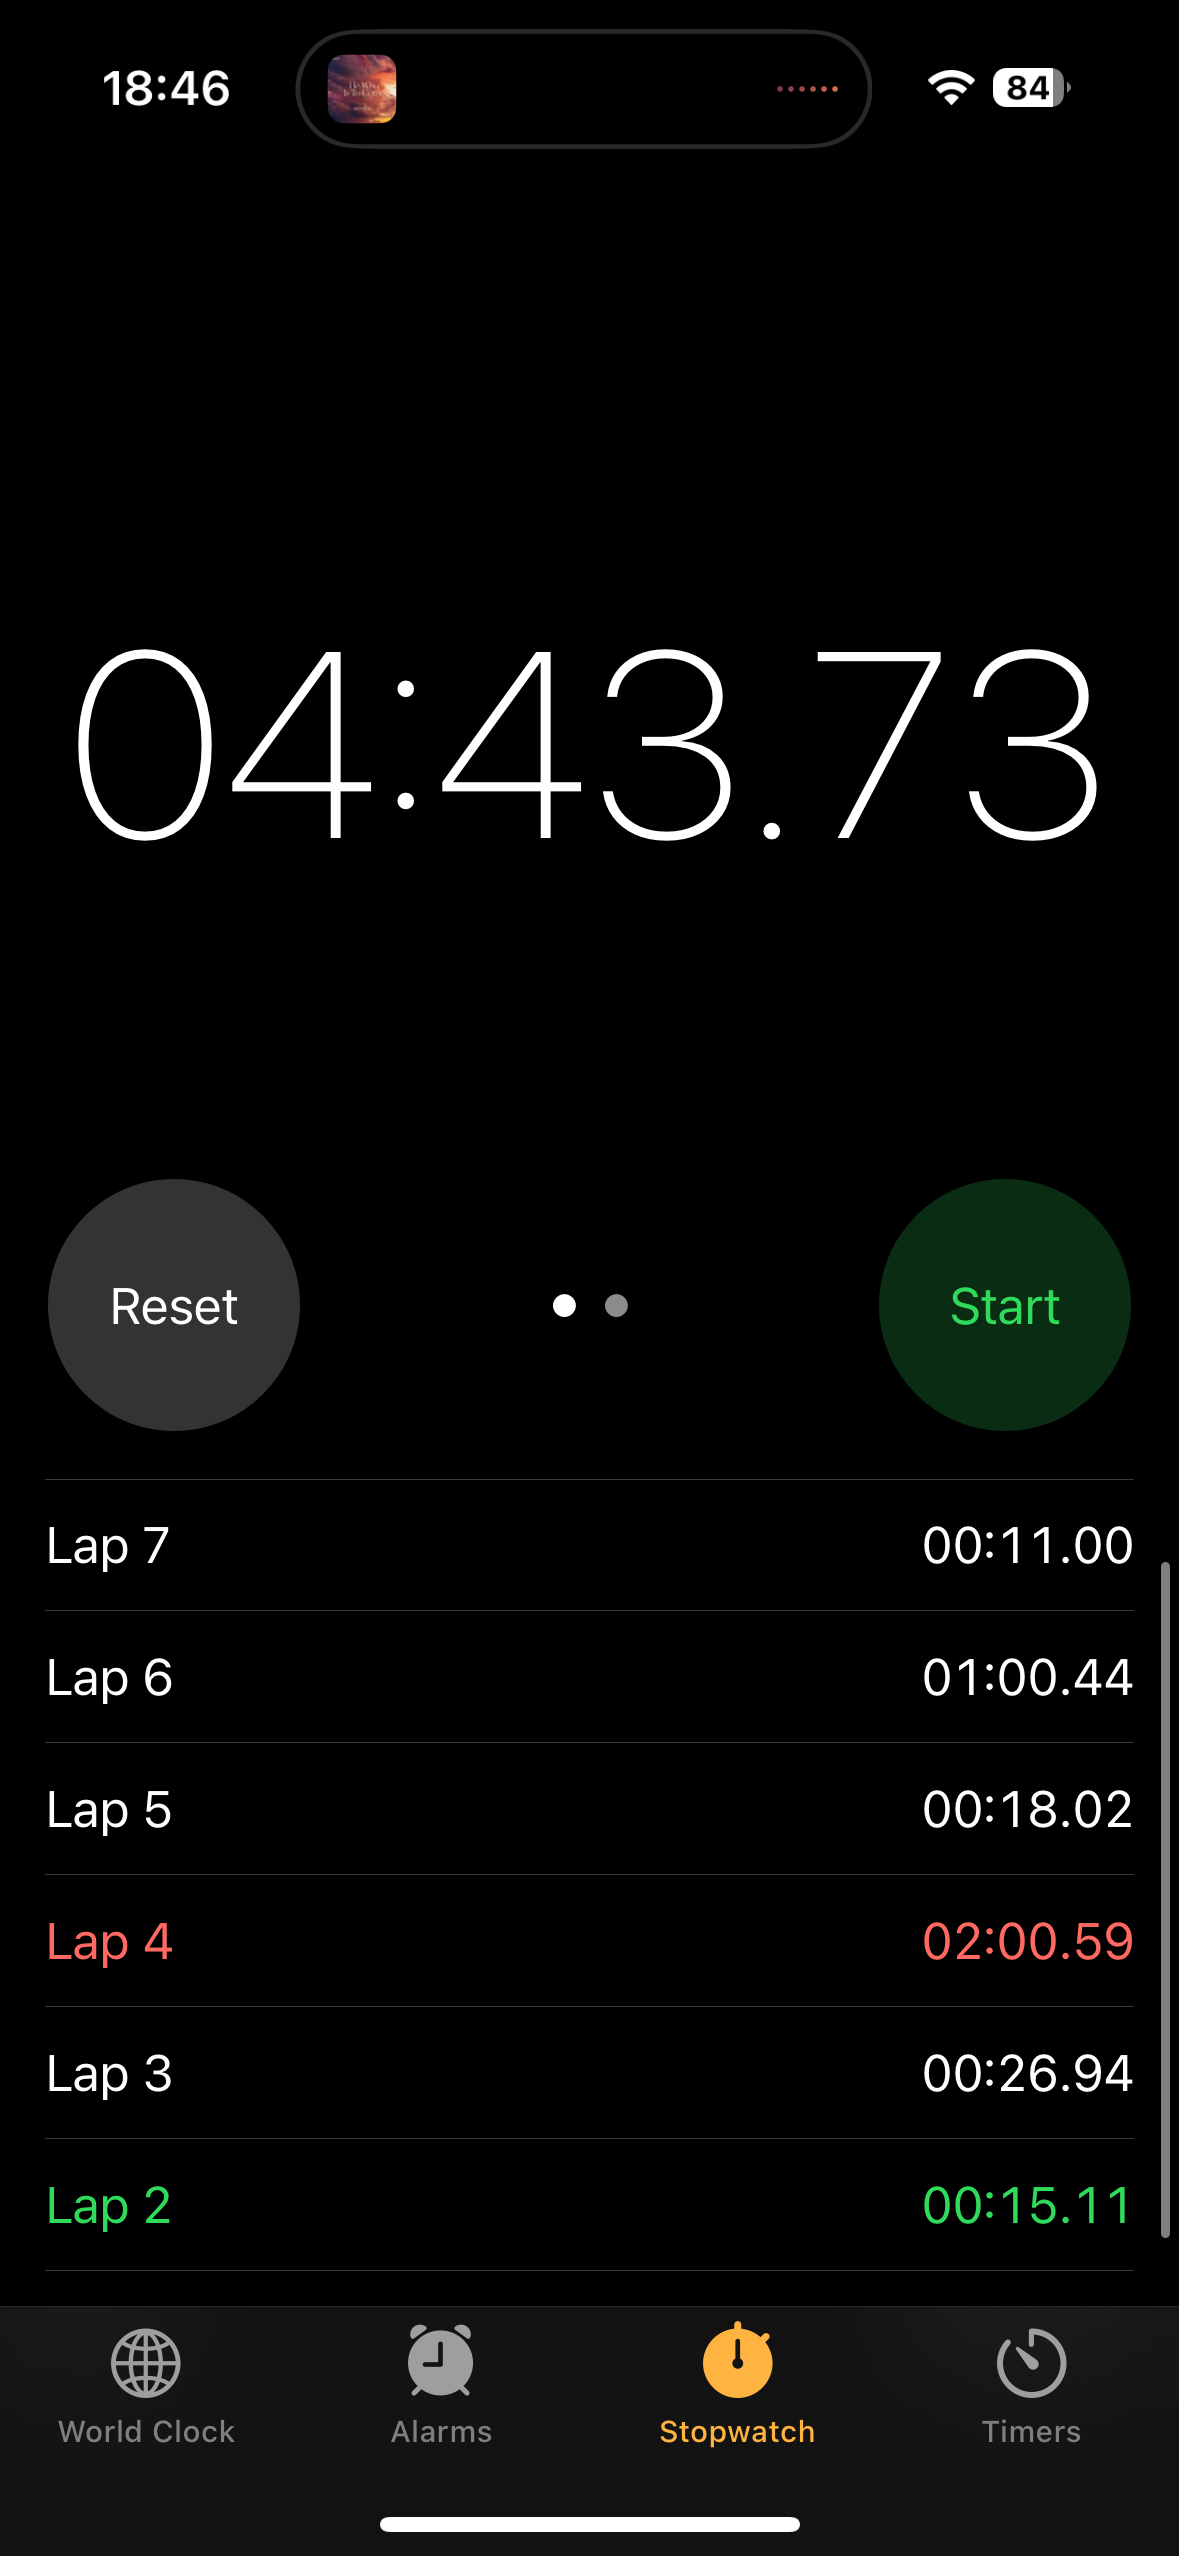 18:46
84
04:43.73
Reset
Start
Lap 7 00:11.00
Lap 6 01:00.44
Lap 5 00:18.02
Lap 4 02:00.59
Lap 3 00:26.94
Lap 2 00:15.11
World Clock
Alarms
Stopwatch
Timers